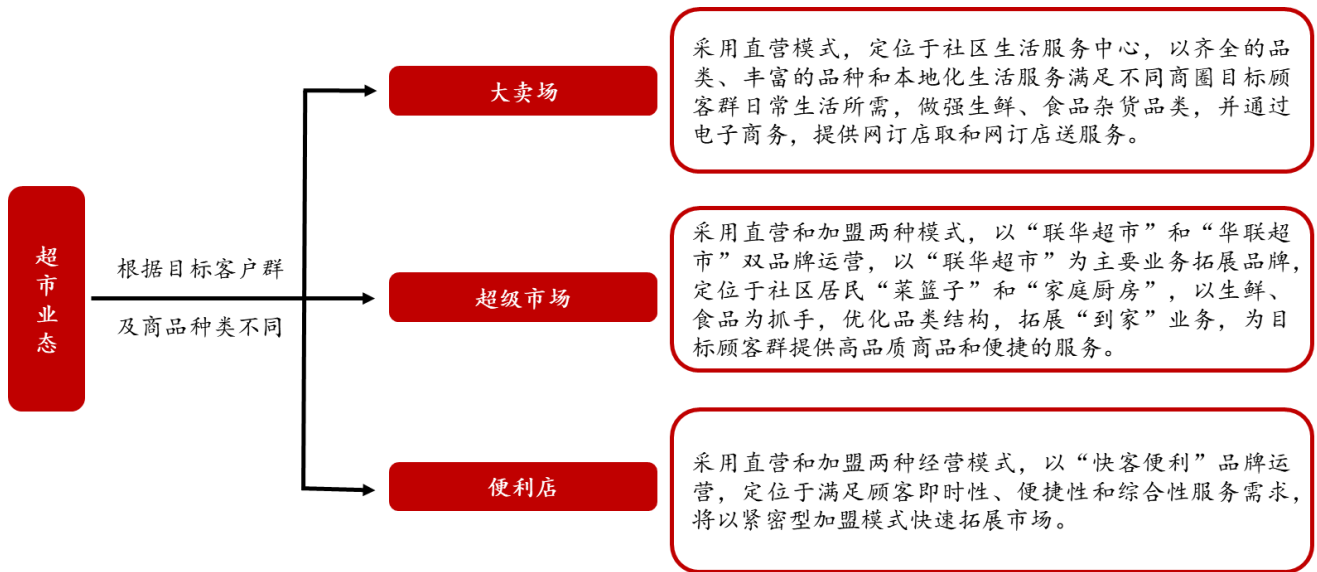 超市业态
根据目标客户群
及商品种类不同
大卖场
采用直营模式，定位于社区生活服务中心，以齐全的品
类、丰富的品种和本地化生活服务满足不同商圈目标顾
客群日常生活所需，做强生鲜、食品杂货品类，并通过
电子商务，提供网订店取和网订店送服务。
超级市场
采用直营和加盟两种模式，以“联华超市”和“华联超
市”双品牌运营，以“联华超市”为主要业务拓展品牌，
定位于社区居民“菜篮子”和“家庭厨房”，以生鲜、
食品为抓手，优化品类结构，拓展“到家”业务，为目
标顾客群提供高品质商品和便捷的服务。
便利店
采用直营和加盟两种经营模式，以“快客便利”品牌运
营，定位于满足顾客即时性、便捷性和综合性服务需求，
将以紧密型加盟模式快速拓展市场。